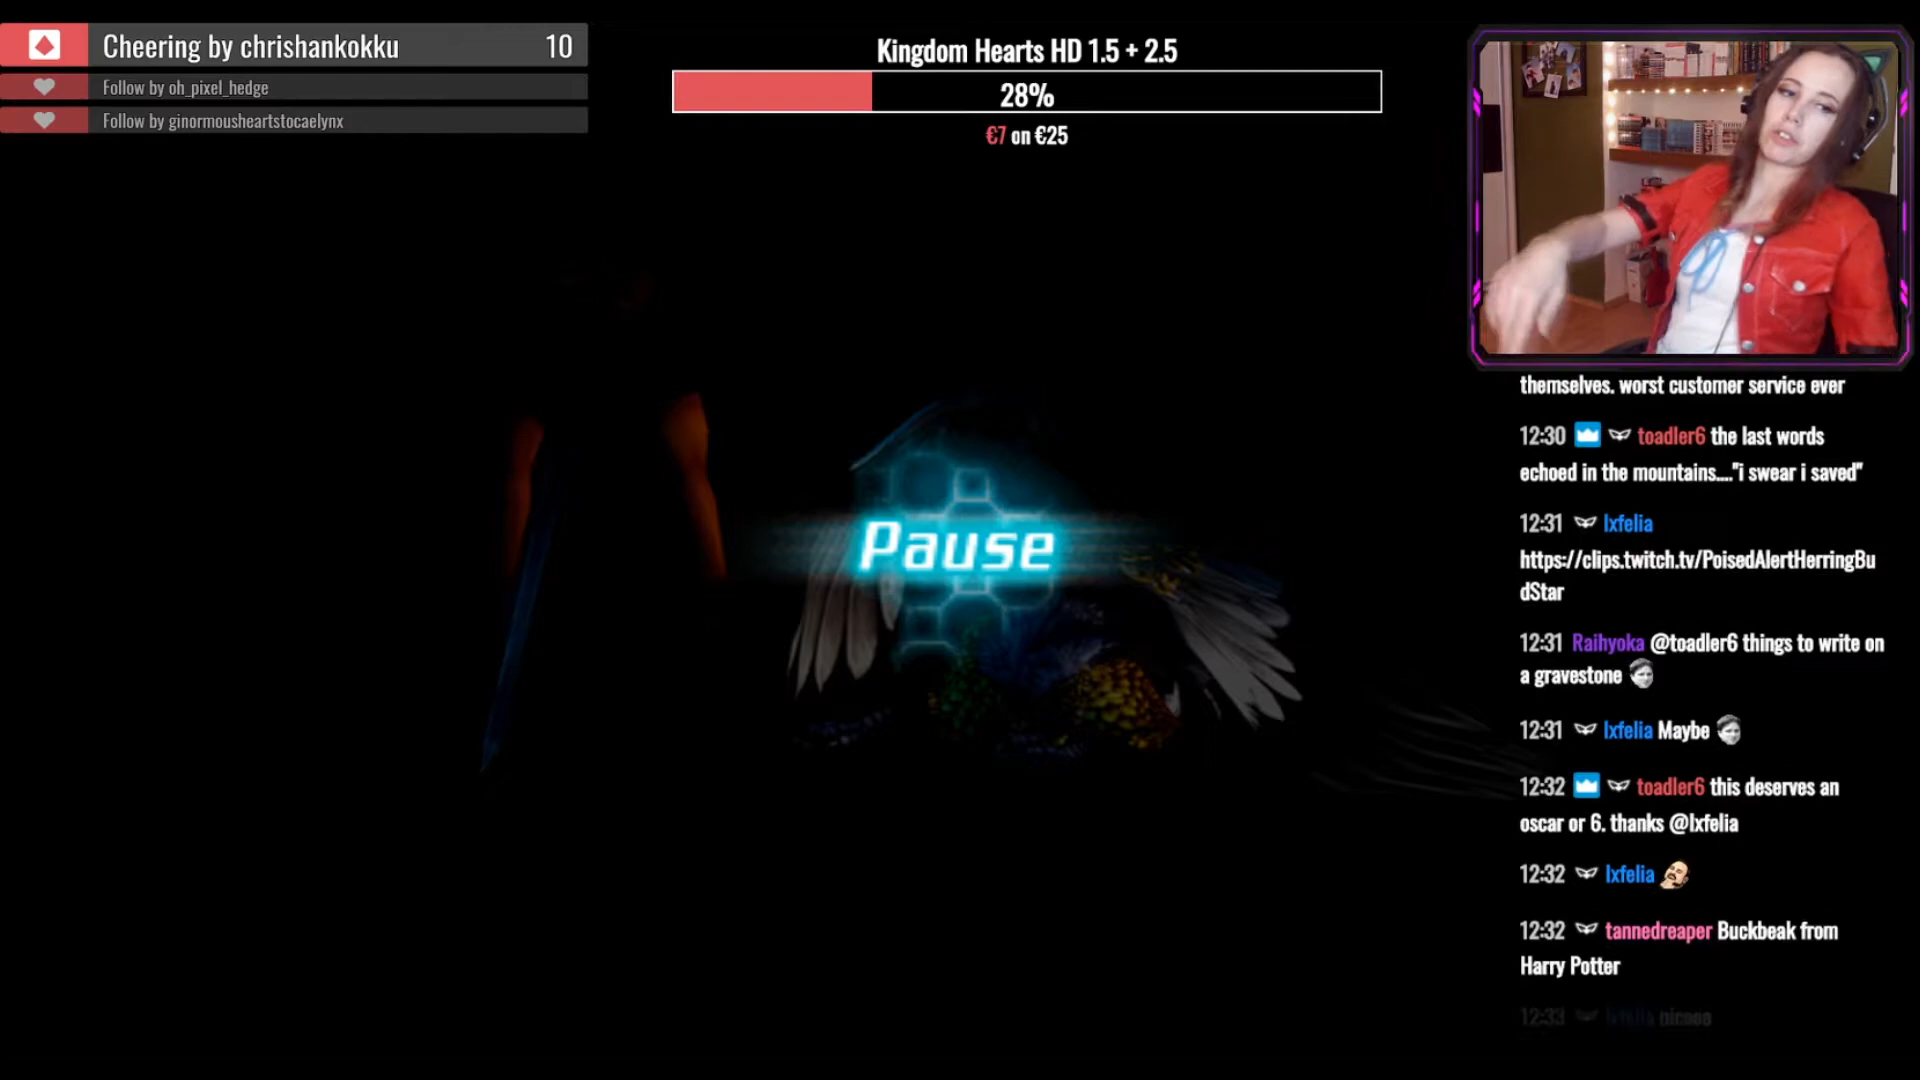 Cheering by chrishankokku 10
Follow by oh_pixel_hedge
Follow by ginormousheartstocaelynx
Kingdom Hearts HD 1.5 + 2.5
28%
€7 on €25
Pause
themselves. worst customer service ever
12:30 toadler6 the last words
echoed in the mountains...."i swear i saved"
12:31 lxfelia
https://clips.twitch.tv/PoisedAlertHerringBu
dStar
12:31 Raihyoka @toadler6 things to write on
a gravestone
12:31 lxfelia Maybe
12:32 toadler6 this deserves an
oscar or 6. thanks @lxfelia
12:32 lxfelia
12:32 tannedreaper Buckbeak from
Harry Potter
12:33 lxfelia